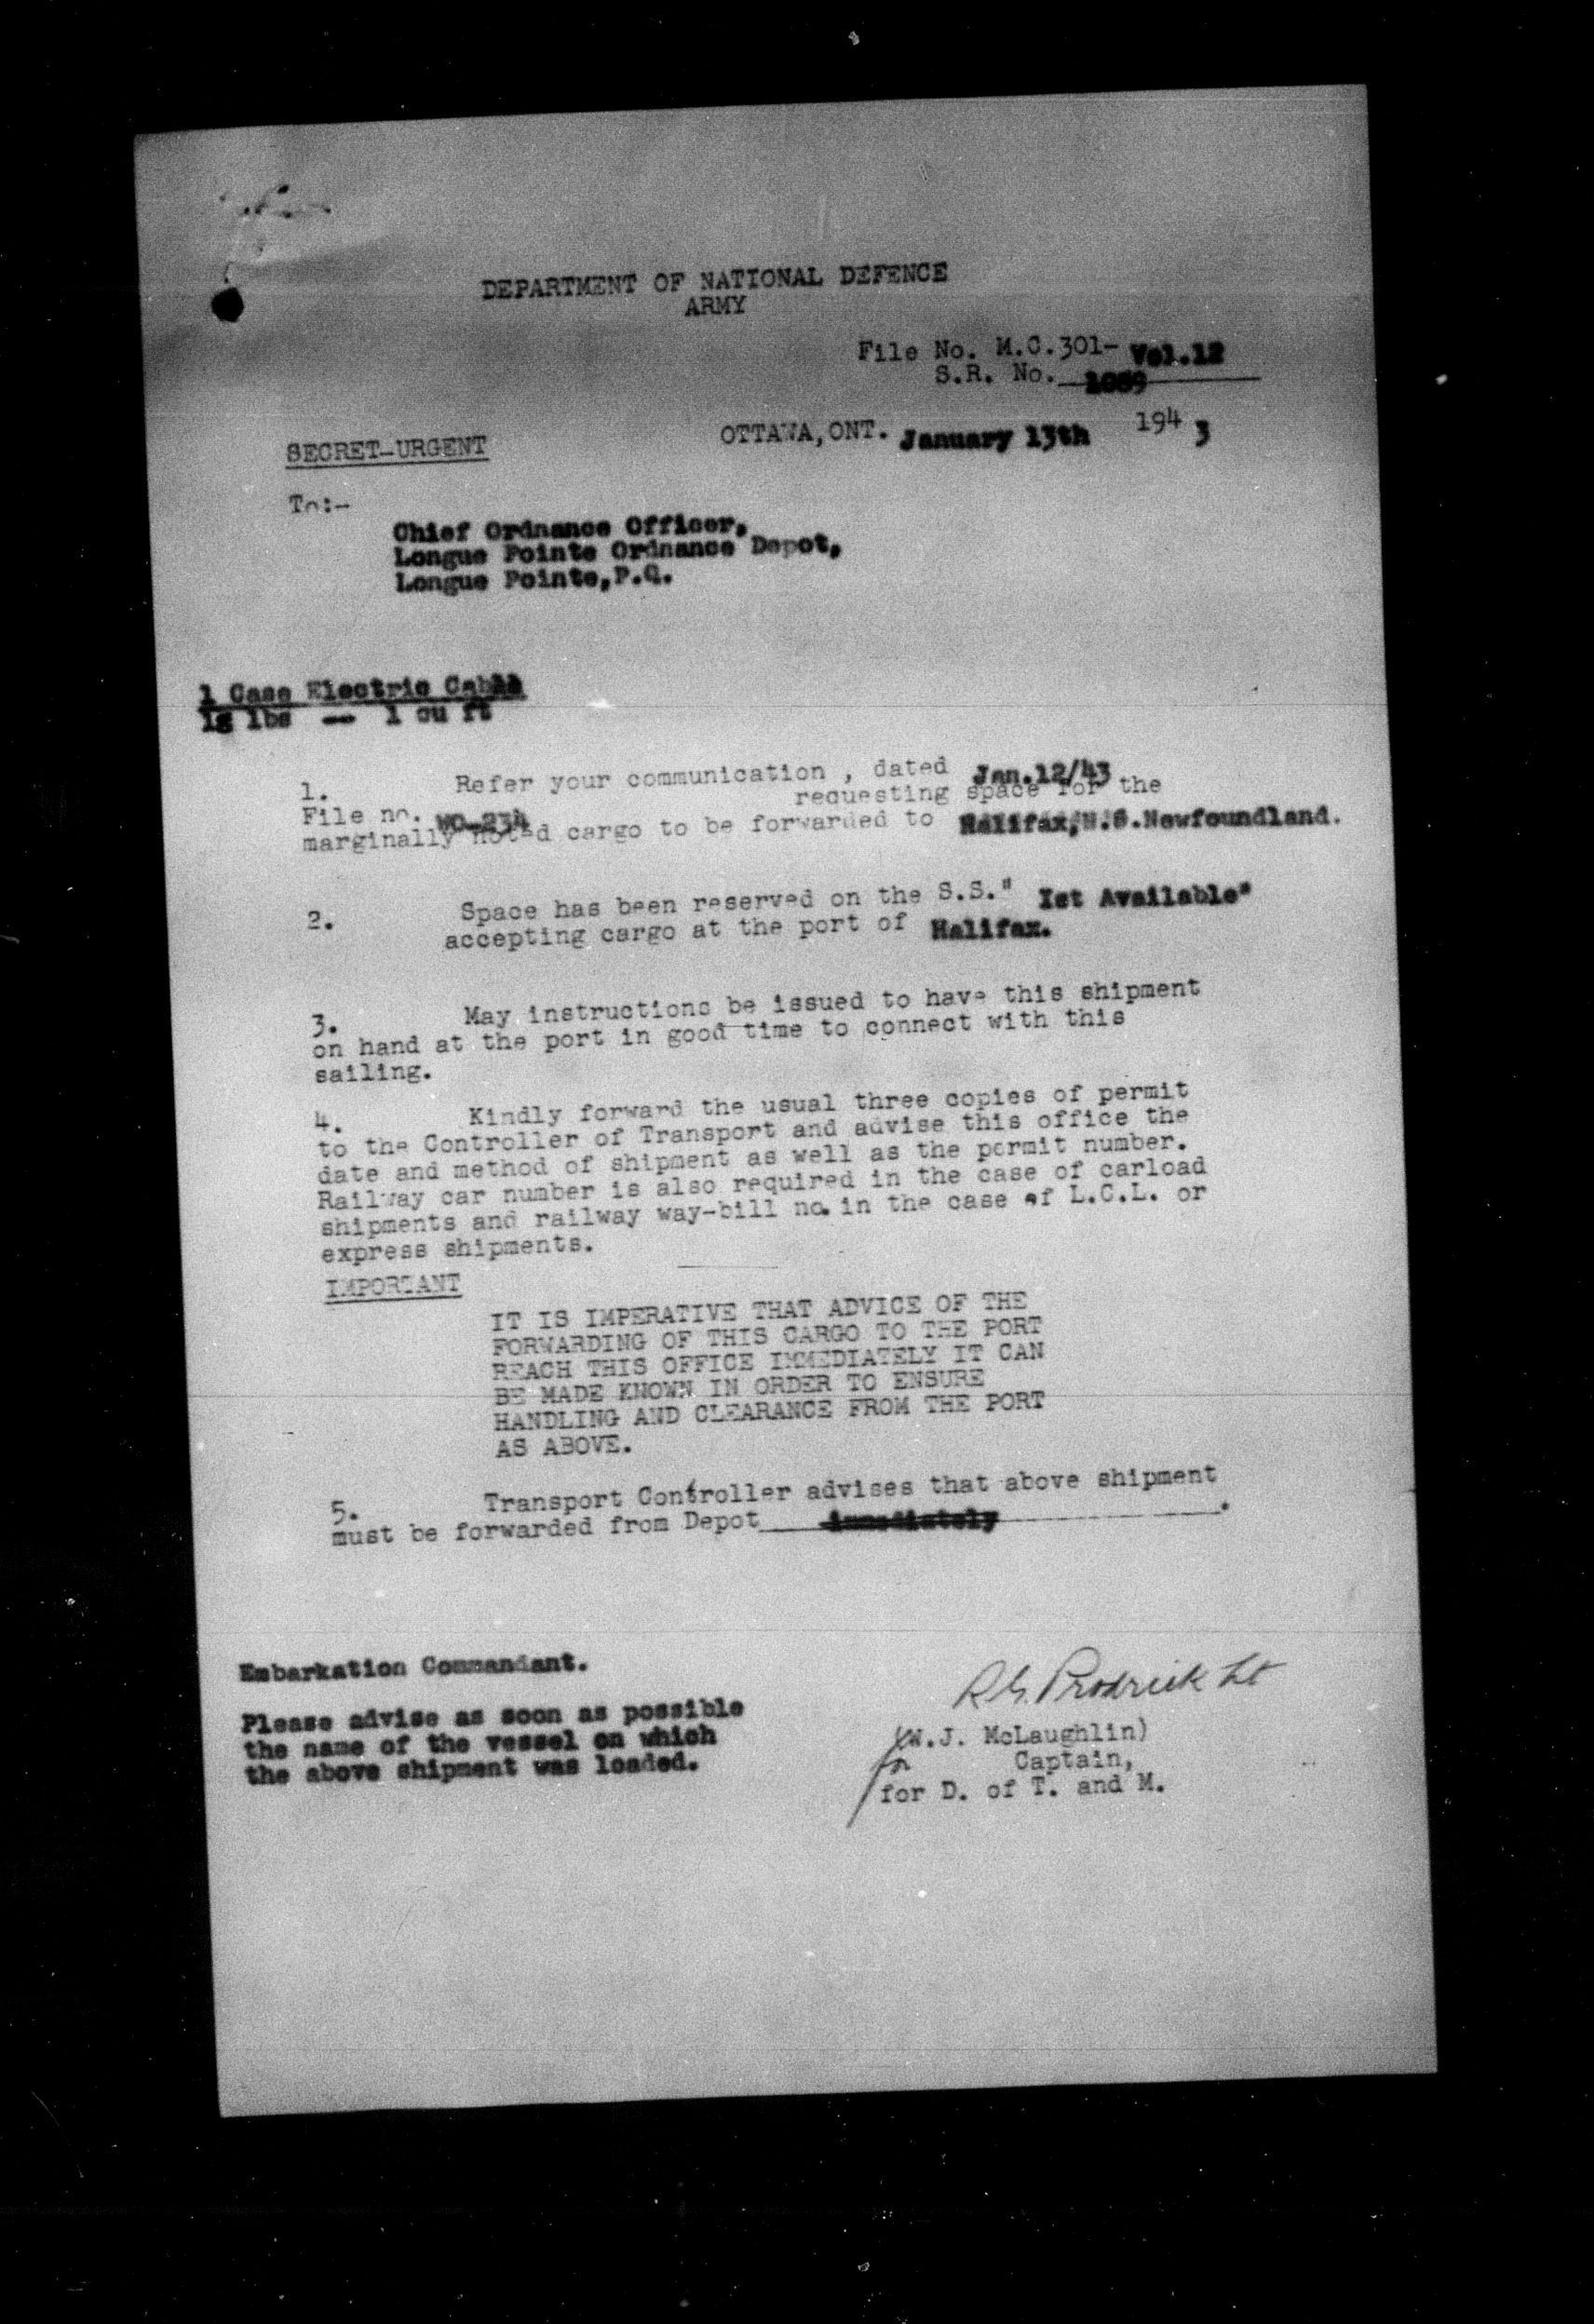 DEPARTMENT OF NATIONAL DEFENCE
ARMY
File No. M.C.301- Vol.12
S.R. No. 1089
SECRET-URGENT
OTTAWA,ONT. January 13th 1943
To:-
Chief Ordnance Officer,
Longue Pointe Ordnance Depot,
Longue Pointe,P.Q.
1 Case Electric Cable
lbs -- 1 cu ft
1. Refer your communication , dated Jan.12/43
File no. WO-234 requesting space for the
marginally noted cargo to be forwarded to Newfoundland.
2. Space has been reserved on the S.S." Ist Available"
accepting cargo at the port of Halifax.
3. May instructions be issued to have this shipment
on hand at the port in good time to connect with this
sailing.
4. Kindly forward the usual three copies of permit
to the Controller of Transport and advise this office the
date and method of shipment as well as the permit number.
Railway car number is also required in the case of carload
shipments and railway way-bill no. in the case of L.C.L. or
express shipments.
IMPORTANT
IT IS IMPERATIVE THAT ADVICE OF THE
FORWARDING OF THIS CARGO TO THE PORT
REACH THIS OFFICE IMMEDIATELY IT CAN
BE MADE KNOWN IN ORDER TO ENSURE
HANDLING AND CLEARANCE FROM THE PORT
AS ABOVE.
5. Transport Controller advises that above shipment
must be forwarded from Depot immediately.
Embarkation Commandant.
Please advise as soon as possible
the name of the vessel on which
the above shipment was loaded.
R.G. Prodrick Lt
(W.J. McLaughlin)
for Captain,
for D. of T. and M.